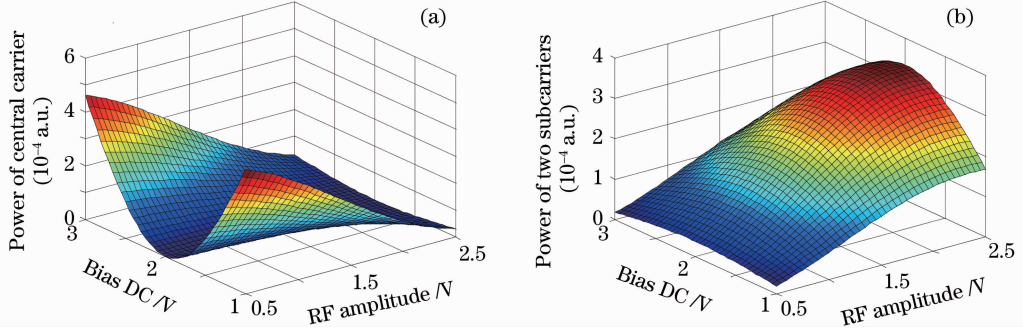 (a)
Power of central carrier
(10⁻⁴ a.u.)
6
4
2
0
3
2
1
Bias DC /V
0.5
1.5
2.5
RF amplitude /V
(b)
Power of two subcarriers
(10⁻⁴ a.u.)
4
3
2
1
0
3
2
1
Bias DC /V
0.5
1.5
2.5
RF amplitude /V